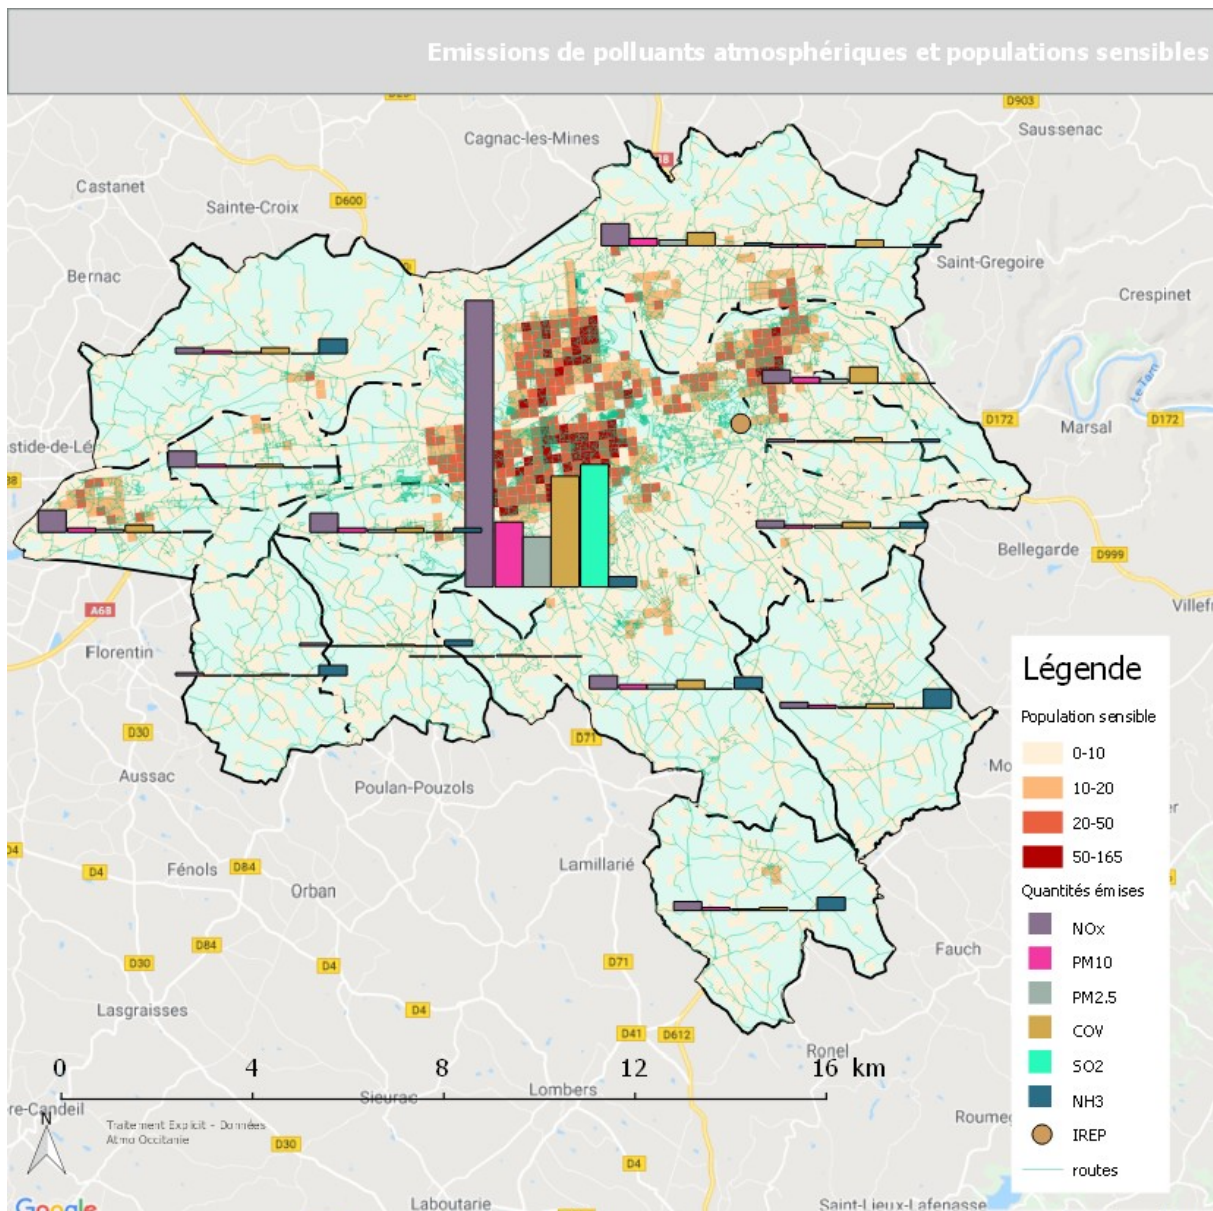 Emissions de polluants atmosphériques et populations sensibles
D903
Saussenac
Cagnac-les-Mines
Castanet
Sainte-Croix
D600
Bernac
Saint-Gregoire
Crespinet
Le Tarn
D172
Marsal
D172
Bellegarde
D999
A68
Florentin
D30
D71
Aussac
Poulan-Pouzols
Lamillarié
D4
Fénols
D84
Orban
D84
D30
D4
D71
Fauch
Lasgraisses
D4
D41
D612
Ronel
Lombers
Sieurac
D30
D4
Laboutarie
Saint-Lieux-Lafenasse
Légende
Population sensible
0-10
10-20
20-50
50-165
Quantités émises
NOx
PM10
PM2.5
COV
SO2
NH3
IREP
routes
0 4 8 12 16 km
N
Traitement Explicit - Données
Atmo Occitanie
Google